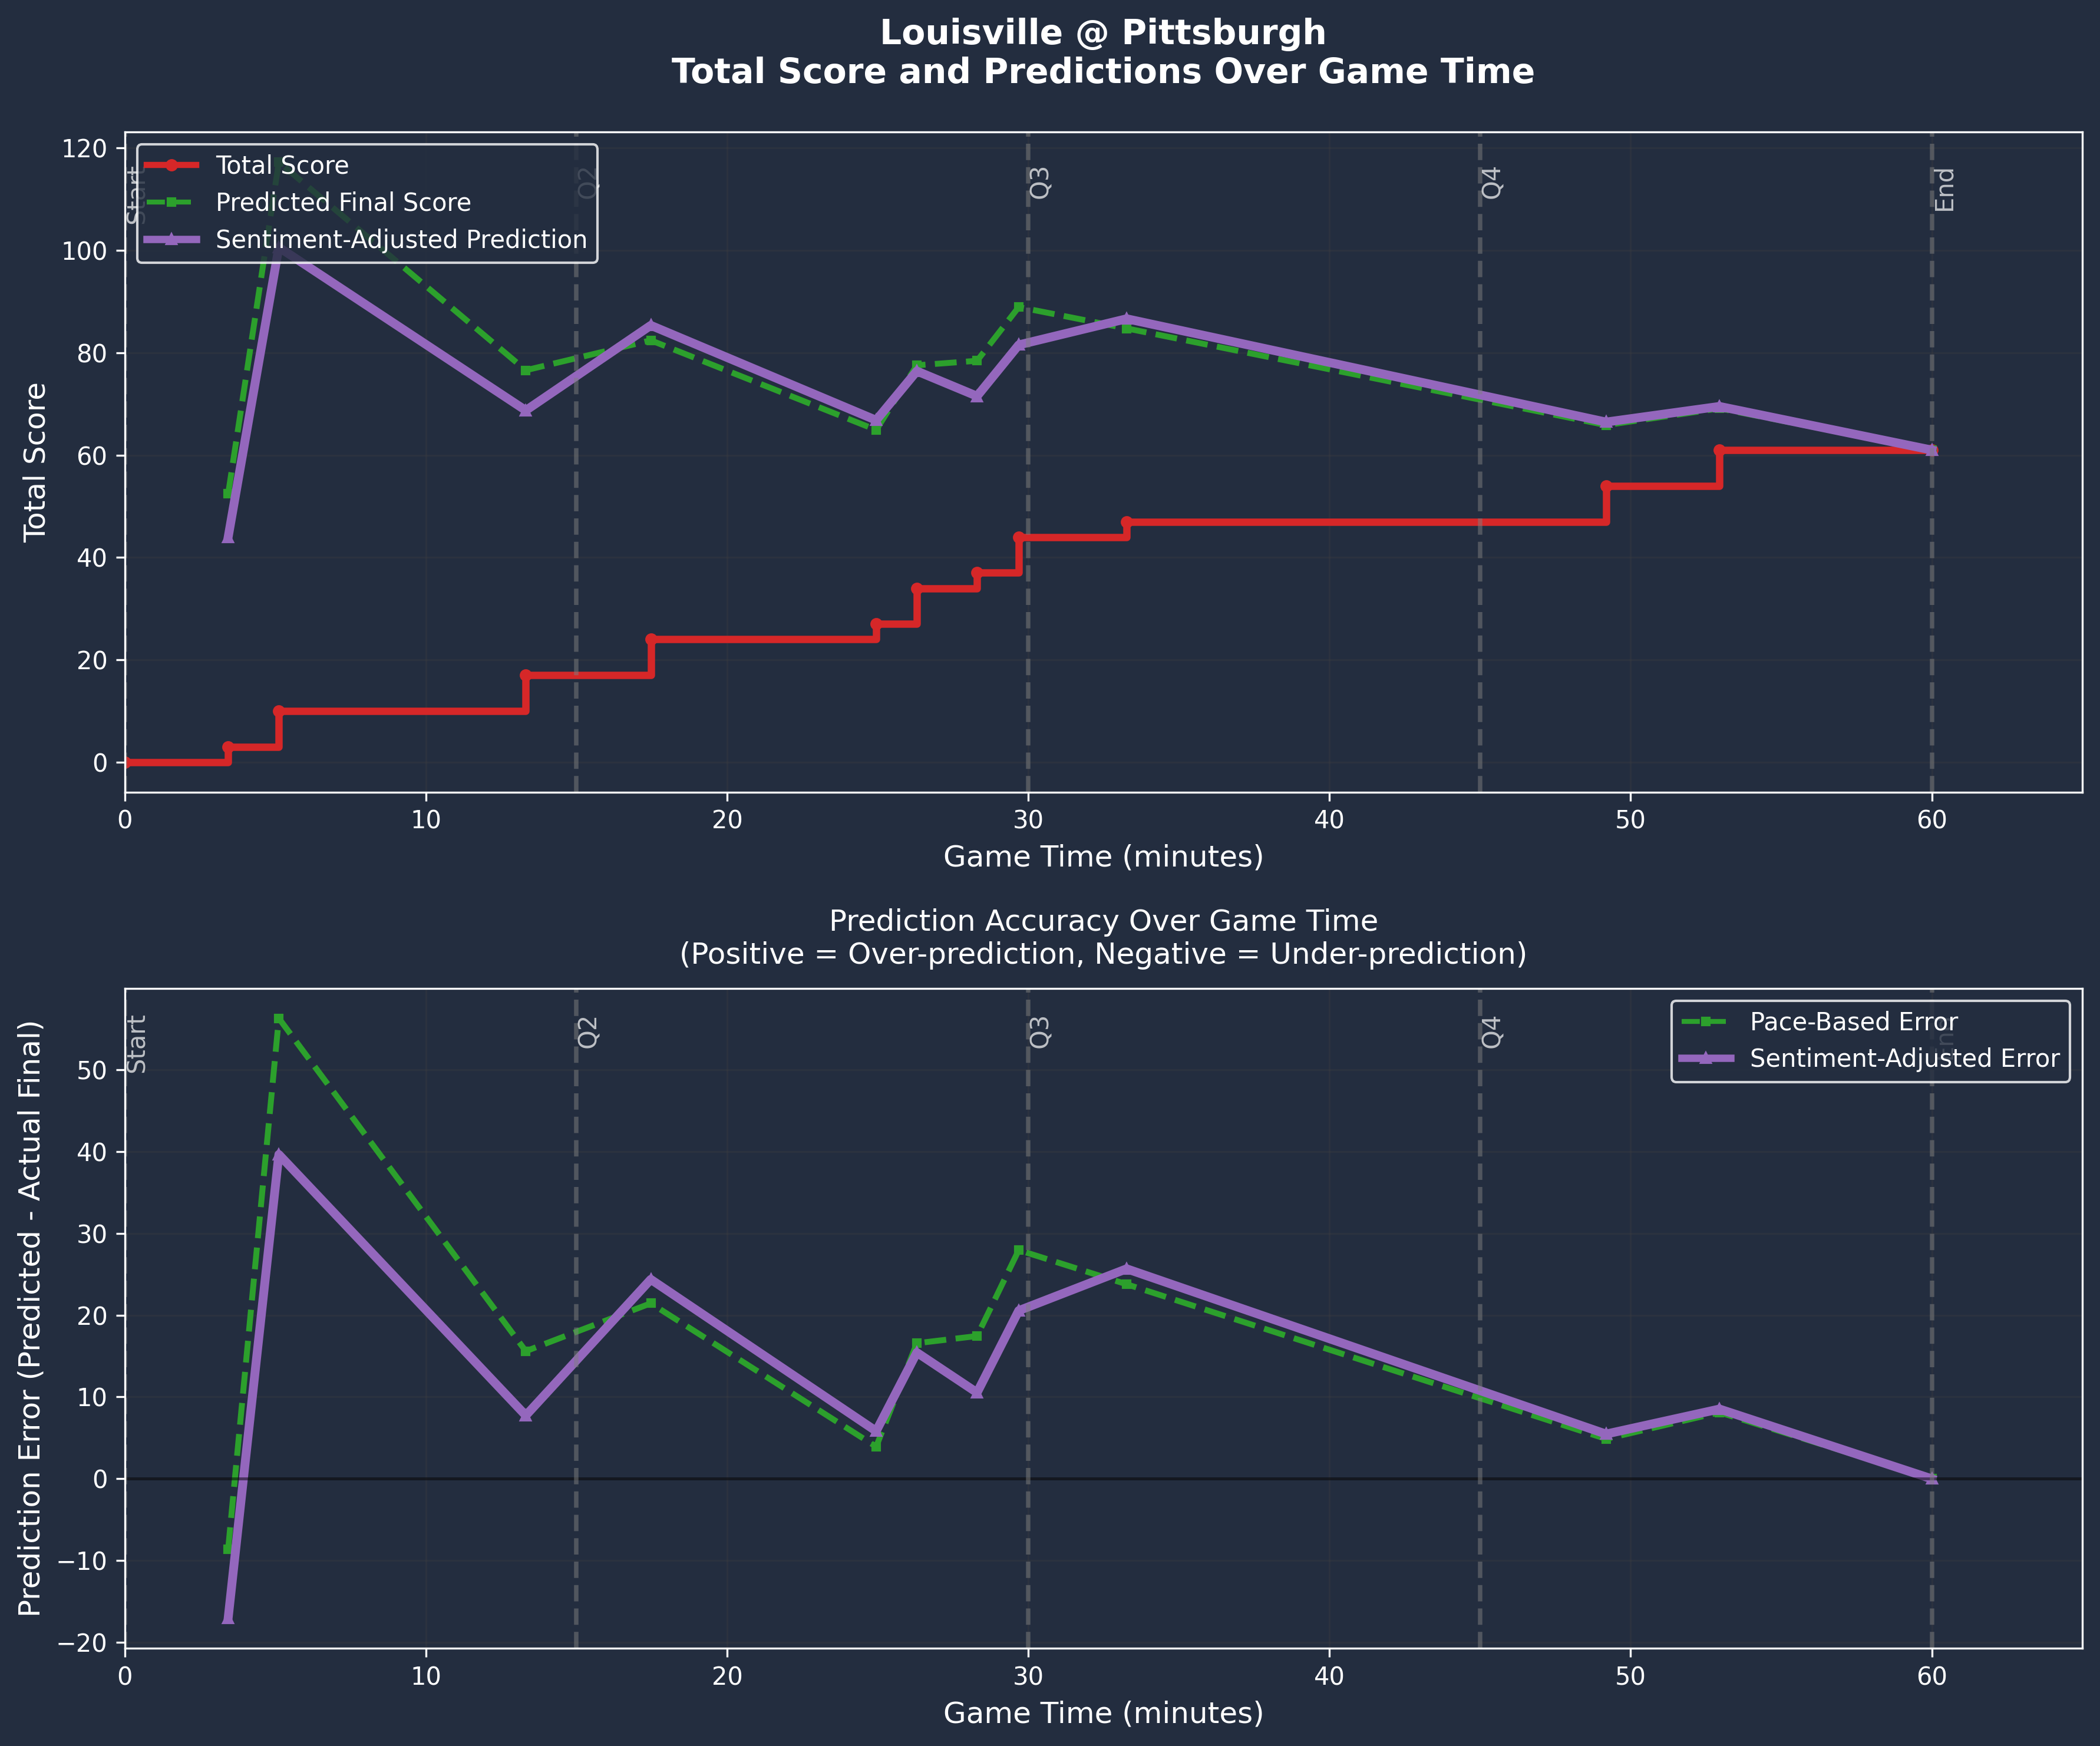 Louisville @ Pittsburgh
Total Score and Predictions Over Game Time
Total Score
120
100
80
60
40
20
0
Start
Q2
Q3
Q4
End
Total Score
Predicted Final Score
Sentiment-Adjusted Prediction
0
10
20
30
40
50
60
Game Time (minutes)
Prediction Accuracy Over Game Time
(Positive = Over-prediction, Negative = Under-prediction)
Prediction Error (Predicted - Actual Final)
50
40
30
20
10
0
−10
−20
Start
Q2
Q3
Q4
Pace-Based Error
Sentiment-Adjusted Error
0
10
20
30
40
50
60
Game Time (minutes)